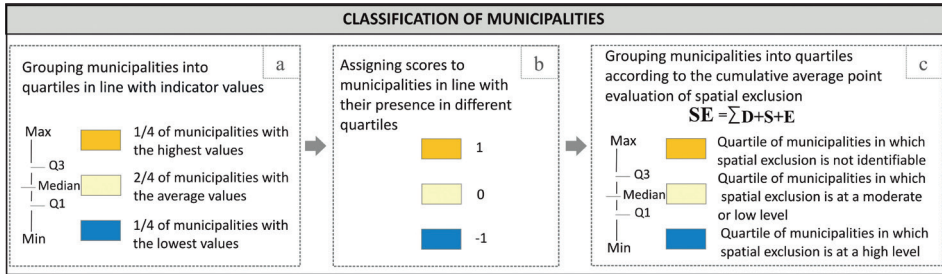 CLASSIFICATION OF MUNICIPALITIES
a
Grouping municipalities into
quartiles in line with indicator values
Max
Q3
Median
Q1
Min
1/4 of municipalities with
the highest values
2/4 of municipalities with
the average values
1/4 of municipalities with
the lowest values
b
Assigning scores to
municipalities in line with
their presence in different
quartiles
1
0
-1
c
Grouping municipalities into quartiles
according to the cumulative average point
evaluation of spatial exclusion
SE =∑D+S+E
Max
Q3
Median
Q1
Min
Quartile of municipalities in which
spatial exclusion is not identifiable
Quartile of municipalities in which
spatial exclusion is at a moderate
or low level
Quartile of municipalities in which
spatial exclusion is at a high level